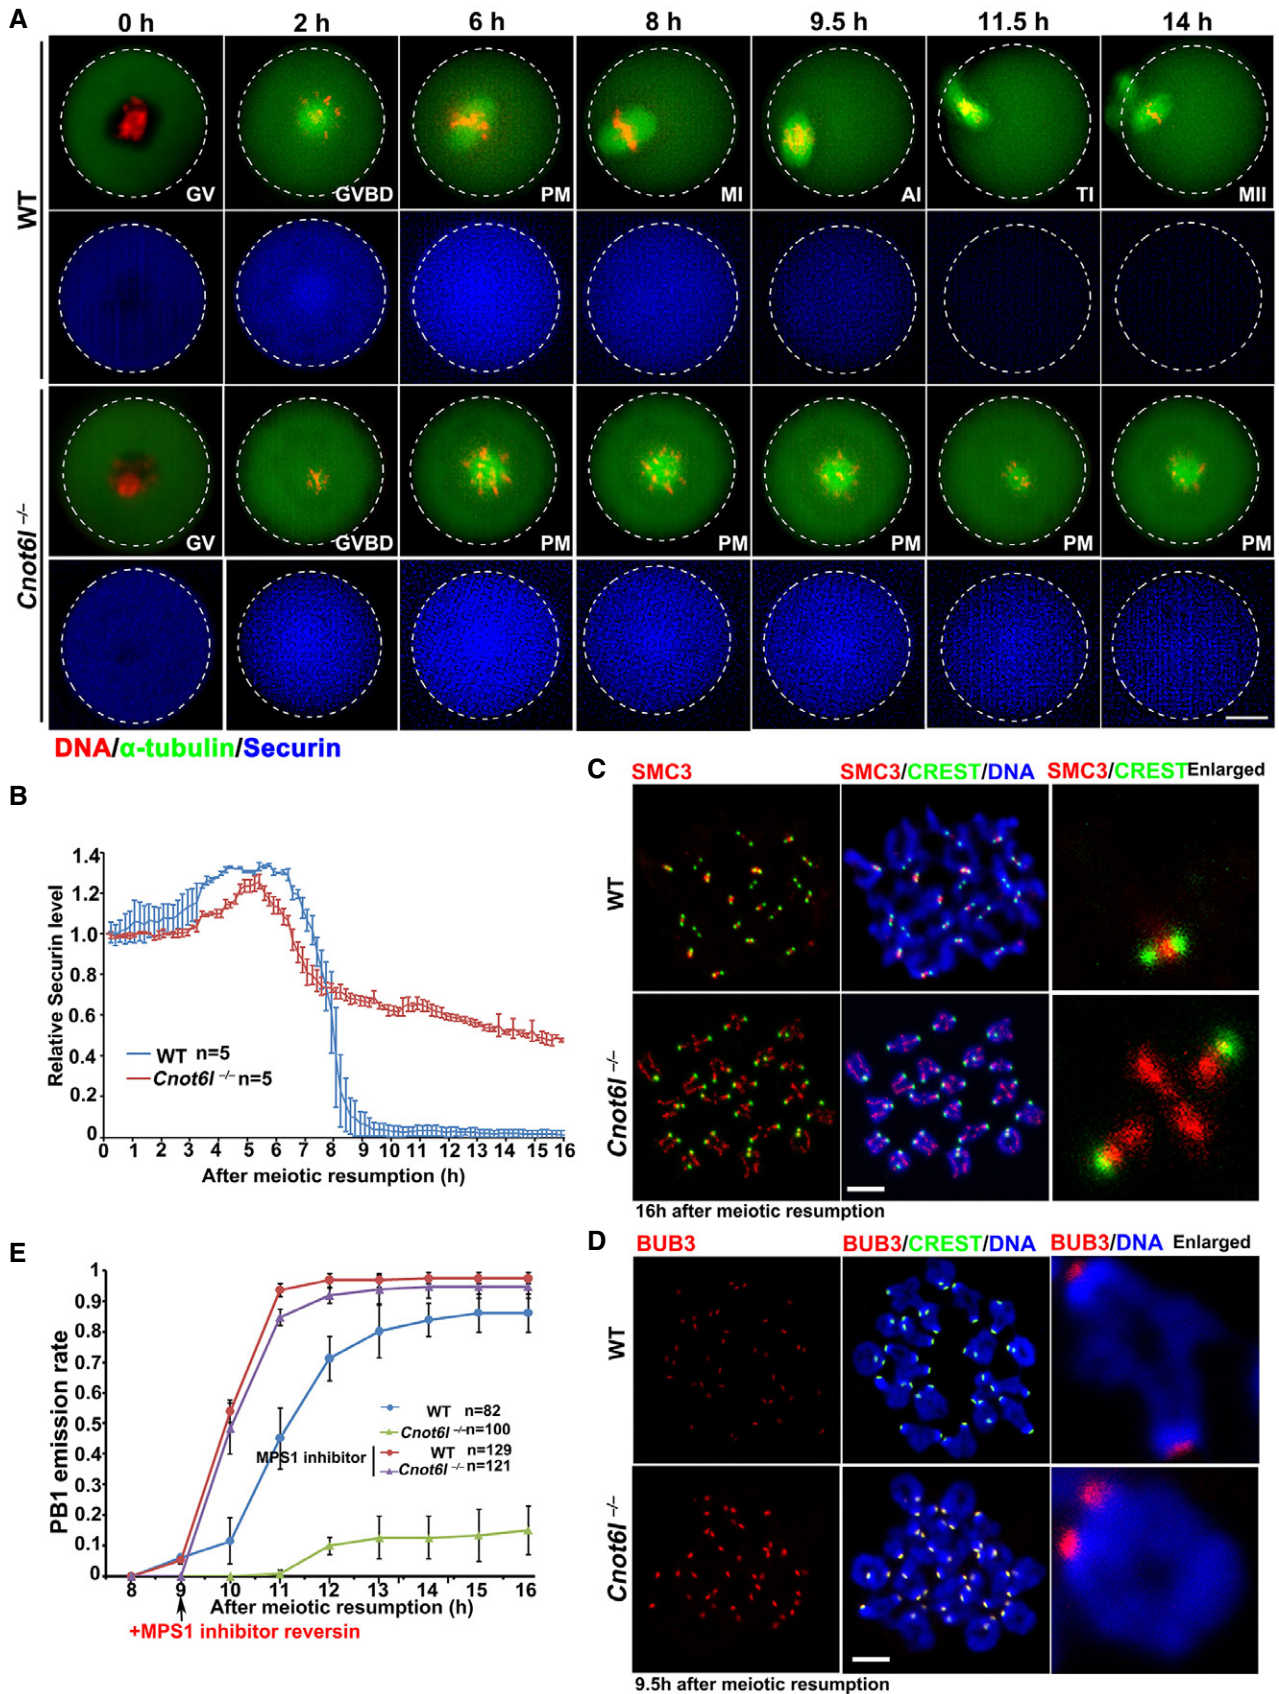 A
0 h 2 h 6 h 8 h 9.5 h 11.5 h 14 h
WT
GV GVBD PM MI AI TI MII
Cnot6l −/−
GV GVBD PM PM PM PM PM
DNA/α-tubulin/Securin
B
Relative Securin level
1.4
1.2
1.0
0.8
0.6
0.4
0.2
0
WT n=5
Cnot6l −/− n=5
0 1 2 3 4 5 6 7 8 9 10 11 12 13 14 15 16
After meiotic resumption (h)
C
SMC3 SMC3/CREST/DNA SMC3/CREST Enlarged
WT
Cnot6l −/−
16h after meiotic resumption
D
BUB3 BUB3/CREST/DNA BUB3/DNA Enlarged
WT
Cnot6l −/−
9.5h after meiotic resumption
E
PB1 emission rate
1
0.9
0.8
0.7
0.6
0.5
0.4
0.3
0.2
0.1
0
WT n=82
Cnot6l −/− n=100
MPS1 inhibitor
WT n=129
Cnot6l −/− n=121
8 9 10 11 12 13 14 15 16
After meiotic resumption (h)
+MPS1 inhibitor reversin